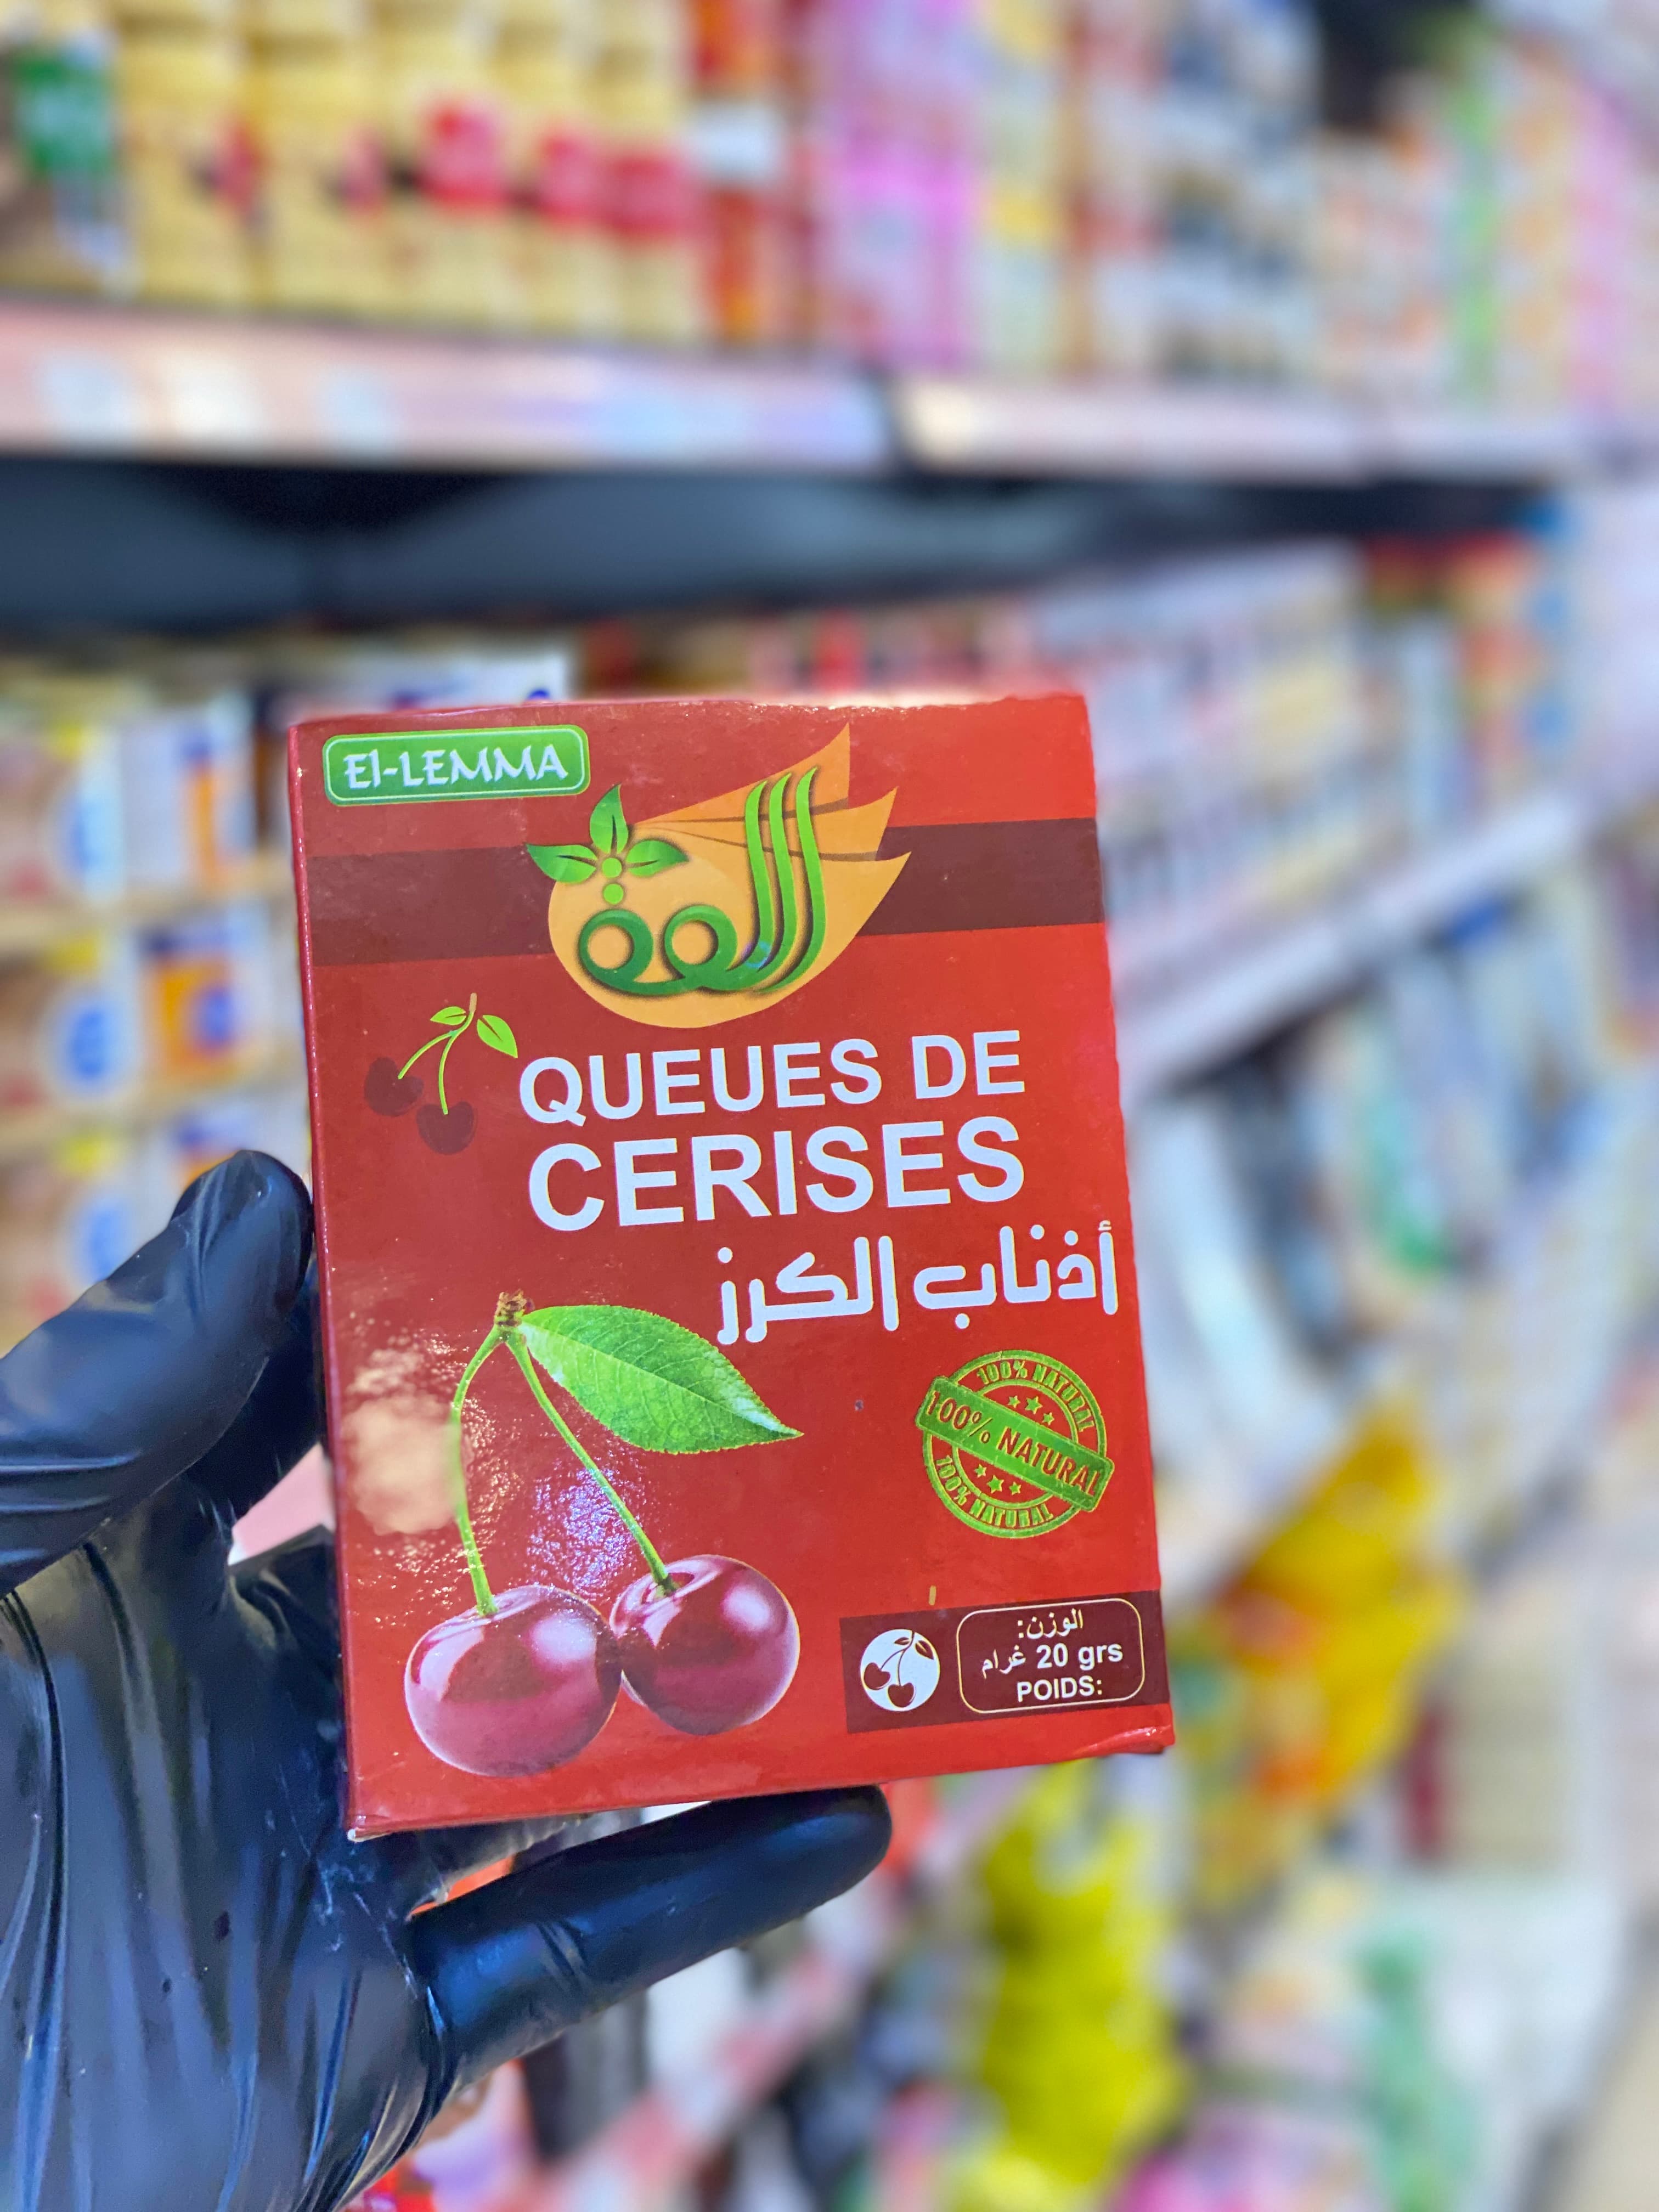 El-LEMMA
اللمة
QUEUES DE
CERISES
أذناب الكرز
100% NATURAL
100% NATURAL
100% NATURAL
الوزن:
20 grs غرام
POIDS: